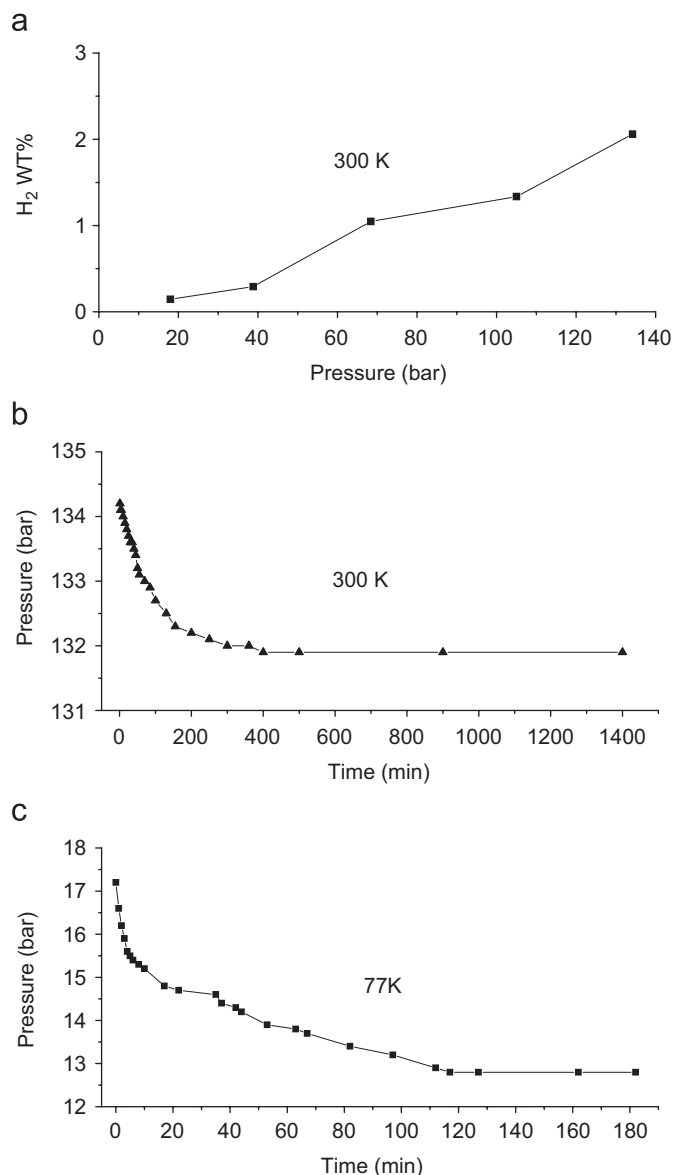 a
3
2
1
0
H₂ WT%
300 K
0 20 40 60 80 100 120 140
Pressure (bar)
b
135
134
133
132
131
Pressure (bar)
300 K
0 200 400 600 800 1000 1200 1400
Time (min)
c
18
17
16
15
14
13
12
Pressure (bar)
77K
0 20 40 60 80 100 120 140 160 180
Time (min)